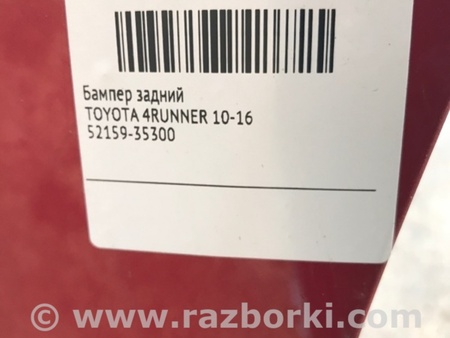 Бампер задний
TOYOTA 4RUNNER 10-16
52159-35300
© www.razborki.com